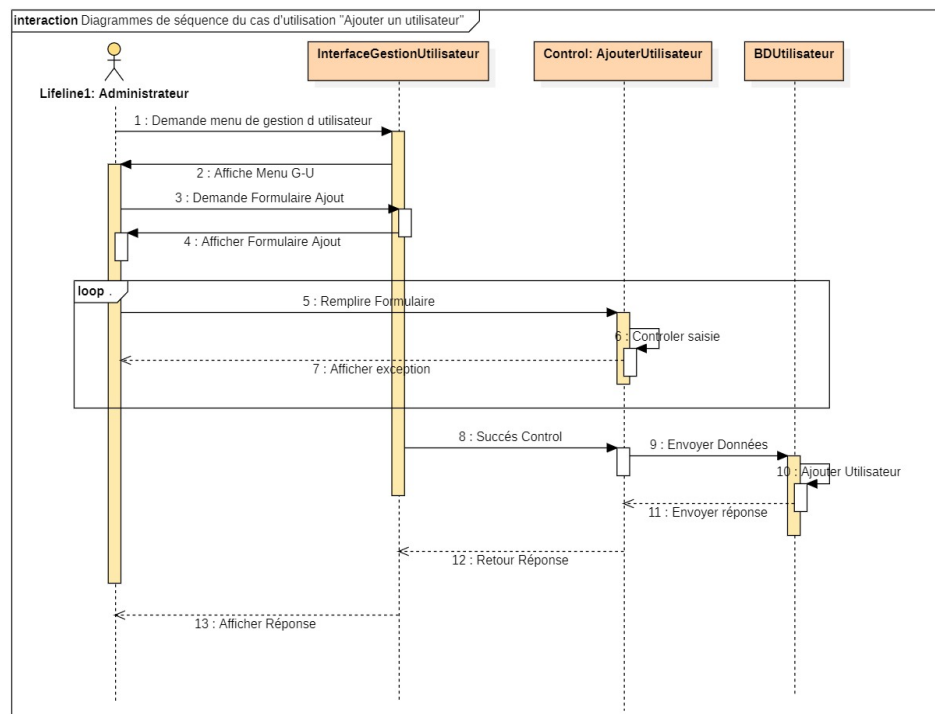 interaction Diagrammes de séquence du cas d'utilisation "Ajouter un utilisateur"
InterfaceGestionUtilisateur
Control: AjouterUtilisateur
BDUtilisateur
Lifeline1: Administrateur
1 : Demande menu de gestion d utilisateur
2 : Affiche Menu G-U
3 : Demande Formulaire Ajout
4 : Afficher Formulaire Ajout
loop .
5 : Remplire Formulaire
6 : Controler saisie
7 : Afficher exception
8 : Succés Control
9 : Envoyer Données
10 : Ajouter Utilisateur
11 : Envoyer réponse
12 : Retour Réponse
13 : Afficher Réponse